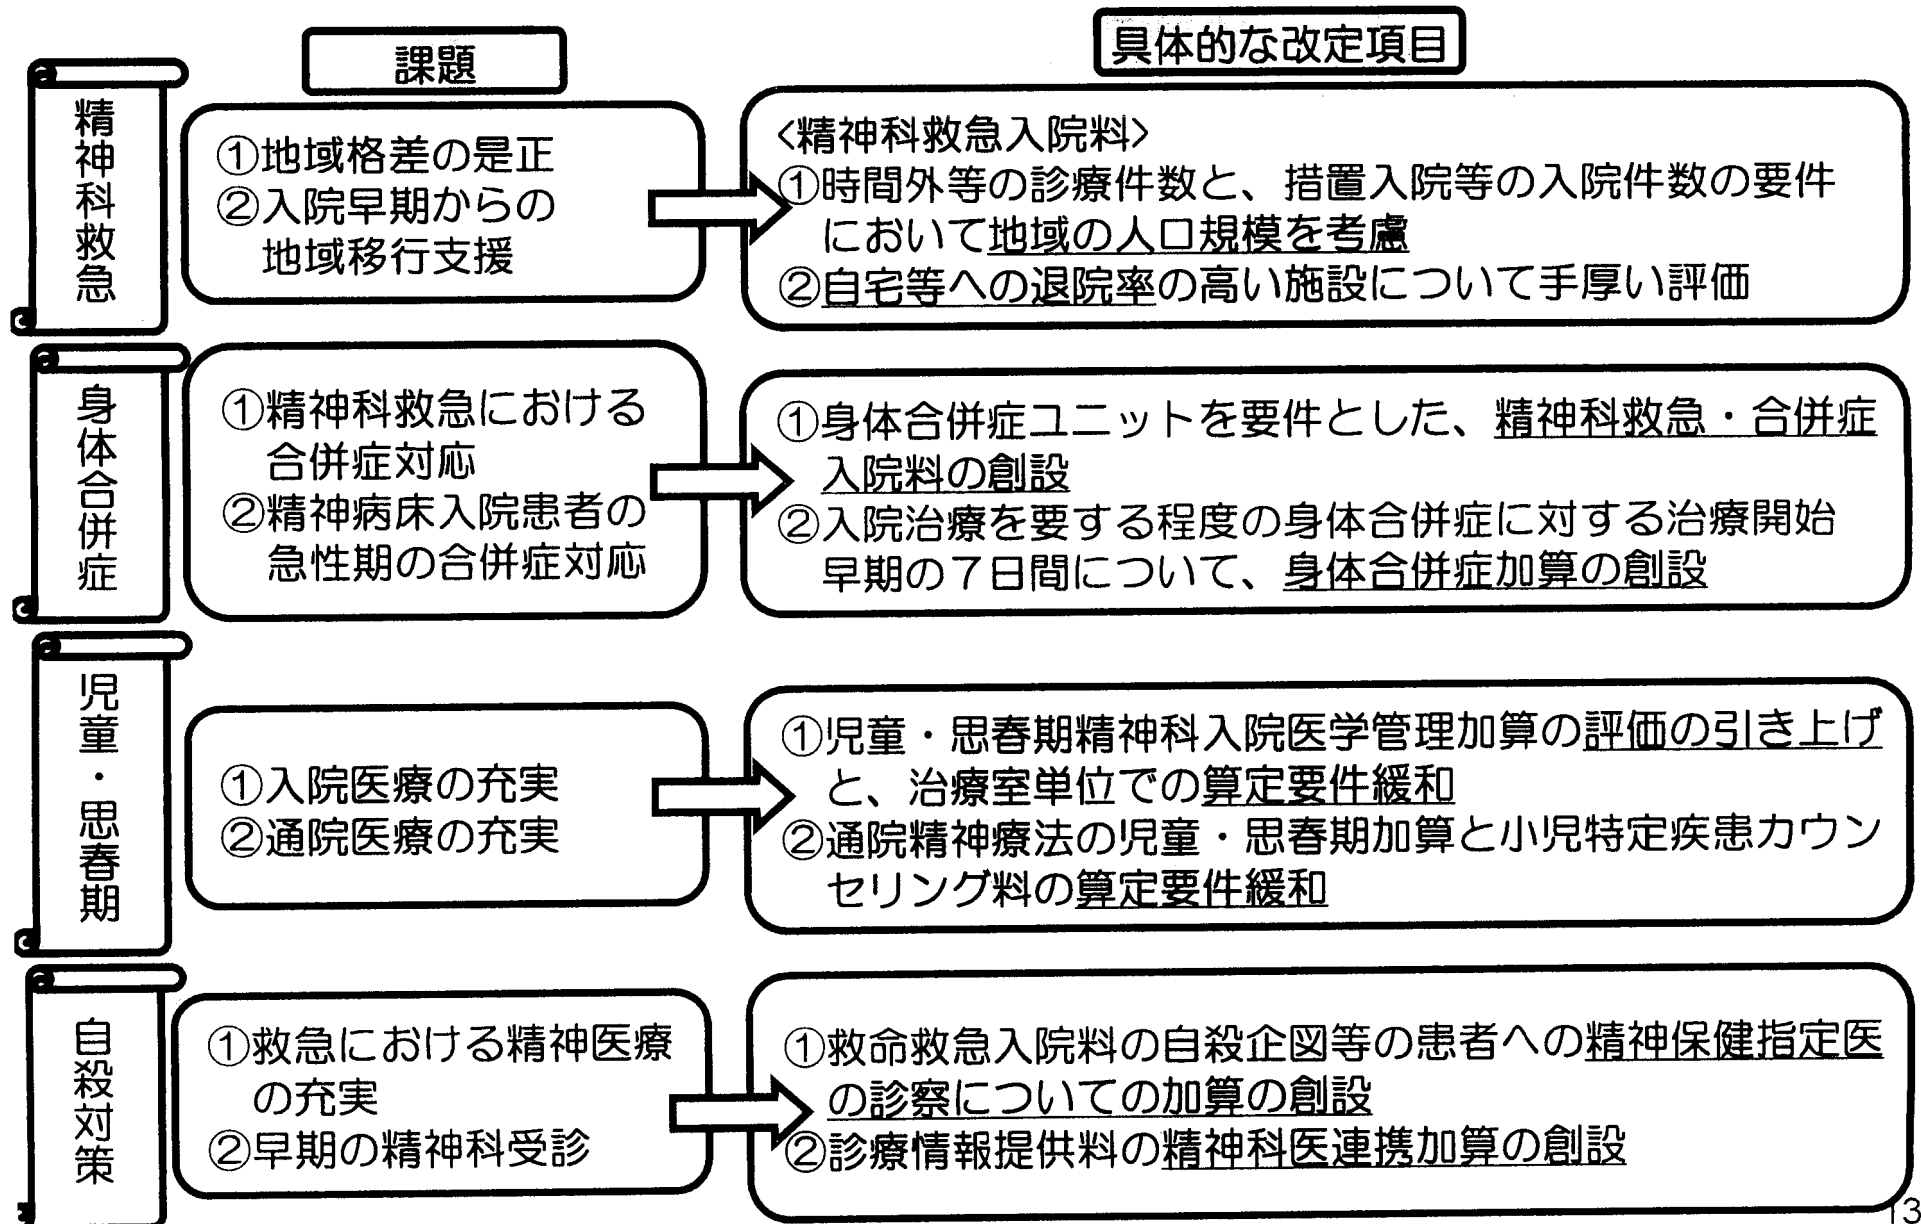 課題
具体的な改定項目
精神科救急
①地域格差の是正
②入院早期からの
地域移行支援
<精神科救急入院料>
①時間外等の診療件数と、措置入院等の入院件数の要件
において地域の人口規模を考慮
②自宅等への退院率の高い施設について手厚い評価
身体合併症
①精神科救急における
合併症対応
②精神病床入院患者の
急性期の合併症対応
①身体合併症ユニットを要件とした、精神科救急・合併症
入院料の創設
②入院治療を要する程度の身体合併症に対する治療開始
早期の７日間について、身体合併症加算の創設
児童・思春期
①入院医療の充実
②通院医療の充実
①児童・思春期精神科入院医学管理加算の評価の引き上げ
と、治療室単位での算定要件緩和
②通院精神療法の児童・思春期加算と小児特定疾患カウン
セリング料の算定要件緩和
自殺対策
①救急における精神医療
の充実
②早期の精神科受診
①救命救急入院料の自殺企図等の患者への精神保健指定医
の診察についての加算の創設
②診療情報提供料の精神科医連携加算の創設
13